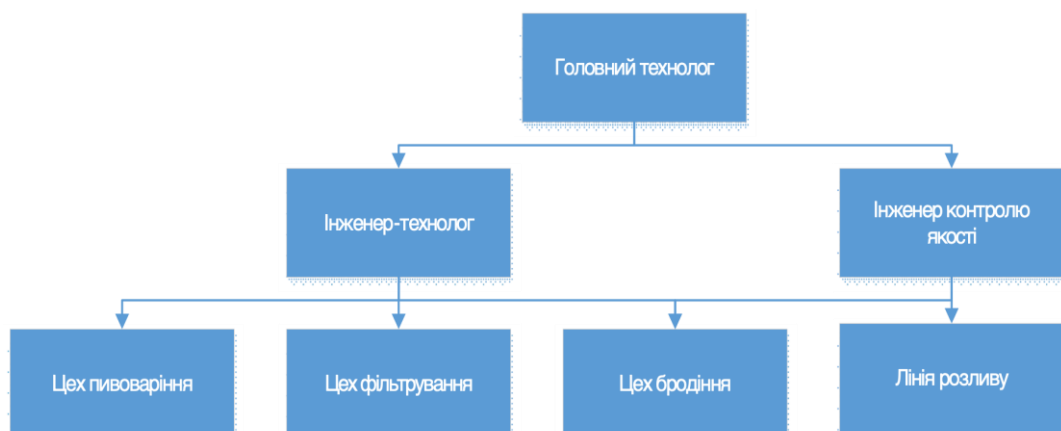 Головний технолог
Інженер-технолог
Інженер контролю
якості
Цех пивоваріння
Цех фільтрування
Цех бродіння
Лінія розливу